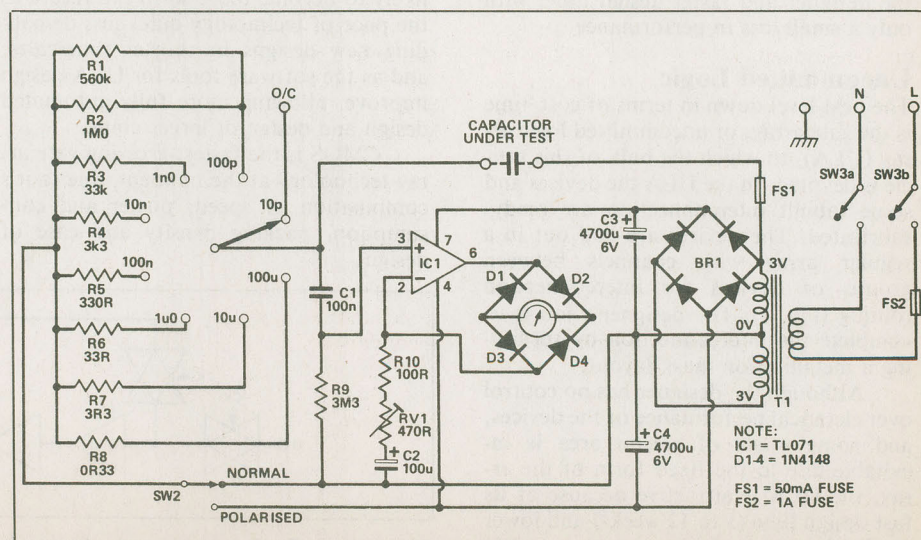 R1
560k
R2
1M0
R3
33k
R4
3k3
R5
330R
R6
33R
R7
3R3
R8
0R33
O/C
1n0
100p
10n
10p
100n
100u
1u0
10u
SW2
NORMAL
POLARISED
CAPACITOR
UNDER TEST
C1
100n
R9
3M3
3
+
7
IC1
6
–
2
4
R10
100R
RV1
470R
+
C2
100u
D1
D2
D3
D4
C3
+
4700u
6V
BR1
C4
+
4700u
6V
FS1
3V
0V
3V
T1
N
L
SW3a
SW3b
FS2
NOTE:
IC1 = TL071
D1-4 = 1N4148
FS1 = 50mA FUSE
FS2 = 1A FUSE